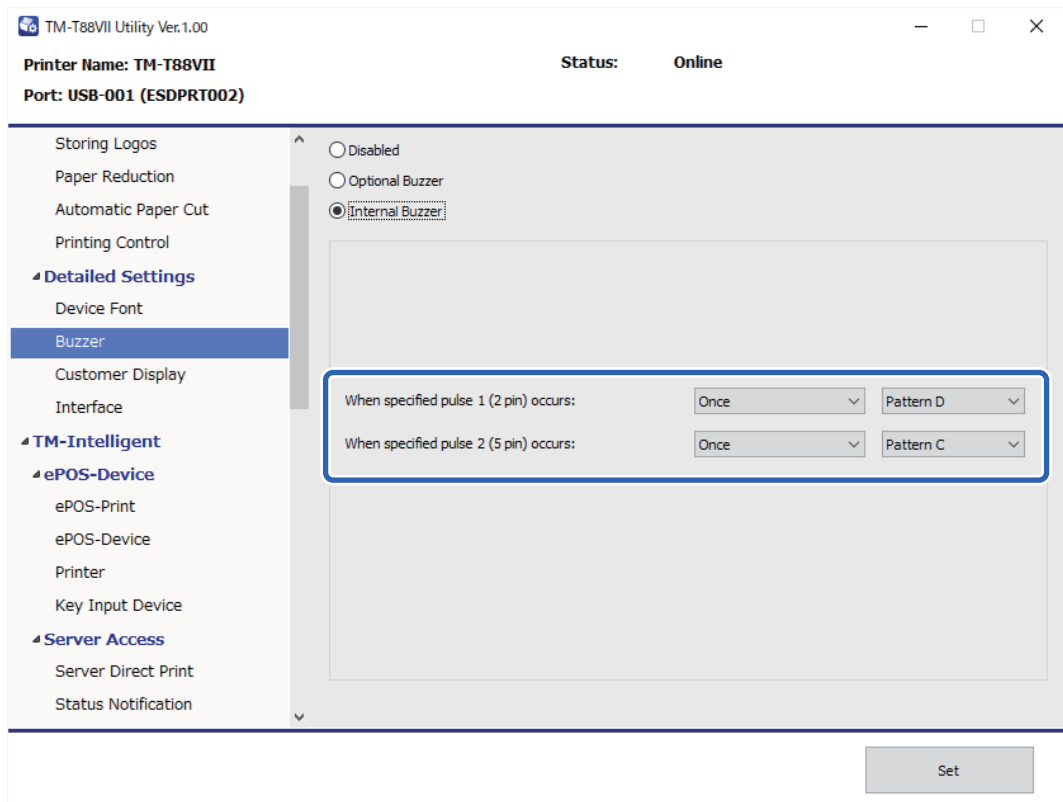 TM-T88VII Utility Ver.1.00
Printer Name: TM-T88VII
Status: Online
Port: USB-001 (ESDPRT002)
Storing Logos
Paper Reduction
Automatic Paper Cut
Printing Control
Detailed Settings
Device Font
Buzzer
Customer Display
Interface
TM-Intelligent
ePOS-Device
ePOS-Print
ePOS-Device
Printer
Key Input Device
Server Access
Server Direct Print
Status Notification
Disabled
Optional Buzzer
Internal Buzzer
When specified pulse 1 (2 pin) occurs: Once Pattern D
When specified pulse 2 (5 pin) occurs: Once Pattern C
Set